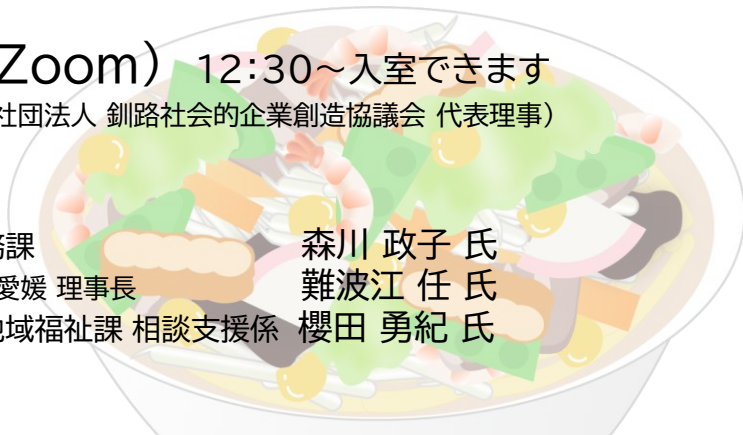 Zoom） 12：30～入室できます
社団法人 釧路社会的企業創造協議会 代表理事）
務課 森川 政子 氏
愛媛 理事長 難波江 任 氏
地域福祉課 相談支援係 櫻田 勇紀 氏